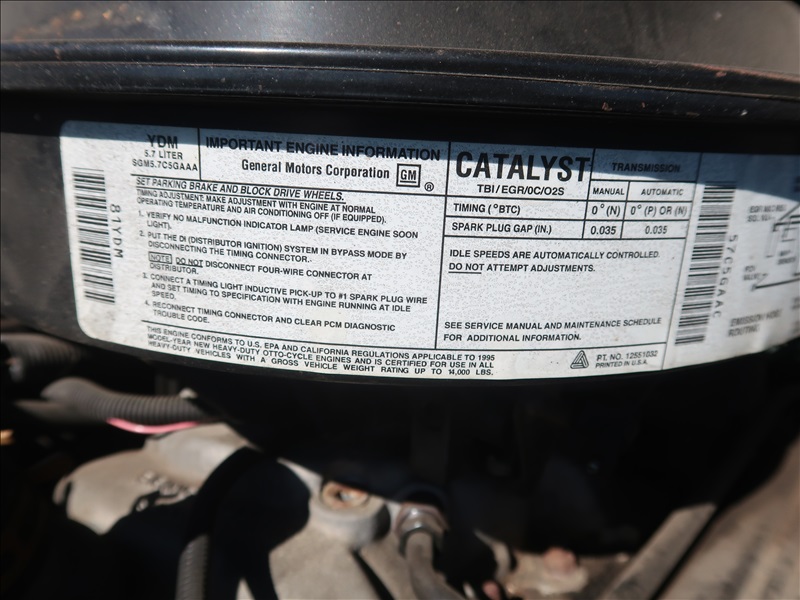 YDM
5.7 LITER
SGM5.7C5GAAA
81YDM
IMPORTANT ENGINE INFORMATION
General Motors Corporation GM ®
SET PARKING BRAKE AND BLOCK DRIVE WHEELS.
TIMING ADJUSTMENT: MAKE ADJUSTMENT WITH ENGINE AT NORMAL
OPERATING TEMPERATURE AND AIR CONDITIONING OFF (IF EQUIPPED).
1. VERIFY NO MALFUNCTION INDICATOR LAMP (SERVICE ENGINE SOON
LIGHT).
2. PUT THE DI (DISTRIBUTOR IGNITION) SYSTEM IN BYPASS MODE BY
DISCONNECTING THE TIMING CONNECTOR.
NOTE DO NOT DISCONNECT FOUR-WIRE CONNECTOR AT
DISTRIBUTOR.
3. CONNECT A TIMING LIGHT INDUCTIVE PICK-UP TO #1 SPARK PLUG WIRE
AND SET TIMING TO SPECIFICATION WITH ENGINE RUNNING AT IDLE
SPEED.
4. RECONNECT TIMING CONNECTOR AND CLEAR PCM DIAGNOSTIC
TROUBLE CODE.
THIS ENGINE CONFORMS TO U.S. EPA AND CALIFORNIA REGULATIONS APPLICABLE TO 1995
MODEL-YEAR NEW HEAVY-DUTY OTTO-CYCLE ENGINES AND IS CERTIFIED FOR USE IN ALL
HEAVY-DUTY VEHICLES WITH A GROSS VEHICLE WEIGHT RATING UP TO 14,000 LBS.
CATALYST
TBI/EGR/OC/O2S
TRANSMISSION
MANUAL AUTOMATIC
TIMING (°BTC) 0° (N) 0° (P) OR (N)
SPARK PLUG GAP (IN.) 0.035 0.035
IDLE SPEEDS ARE AUTOMATICALLY CONTROLLED.
DO NOT ATTEMPT ADJUSTMENTS.
SEE SERVICE MANUAL AND MAINTENANCE SCHEDULE
FOR ADDITIONAL INFORMATION.
PT. NO. 12551032
PRINTED IN U.S.A.
57C5GAAC
EMISSION HOSE
ROUTING